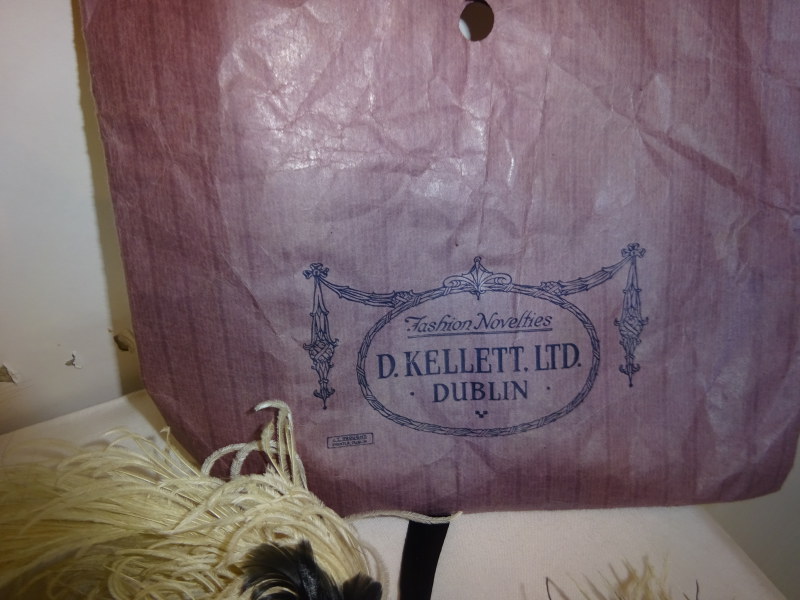 Fashion Novelties
D. KELLETT. LTD.
· DUBLIN ·